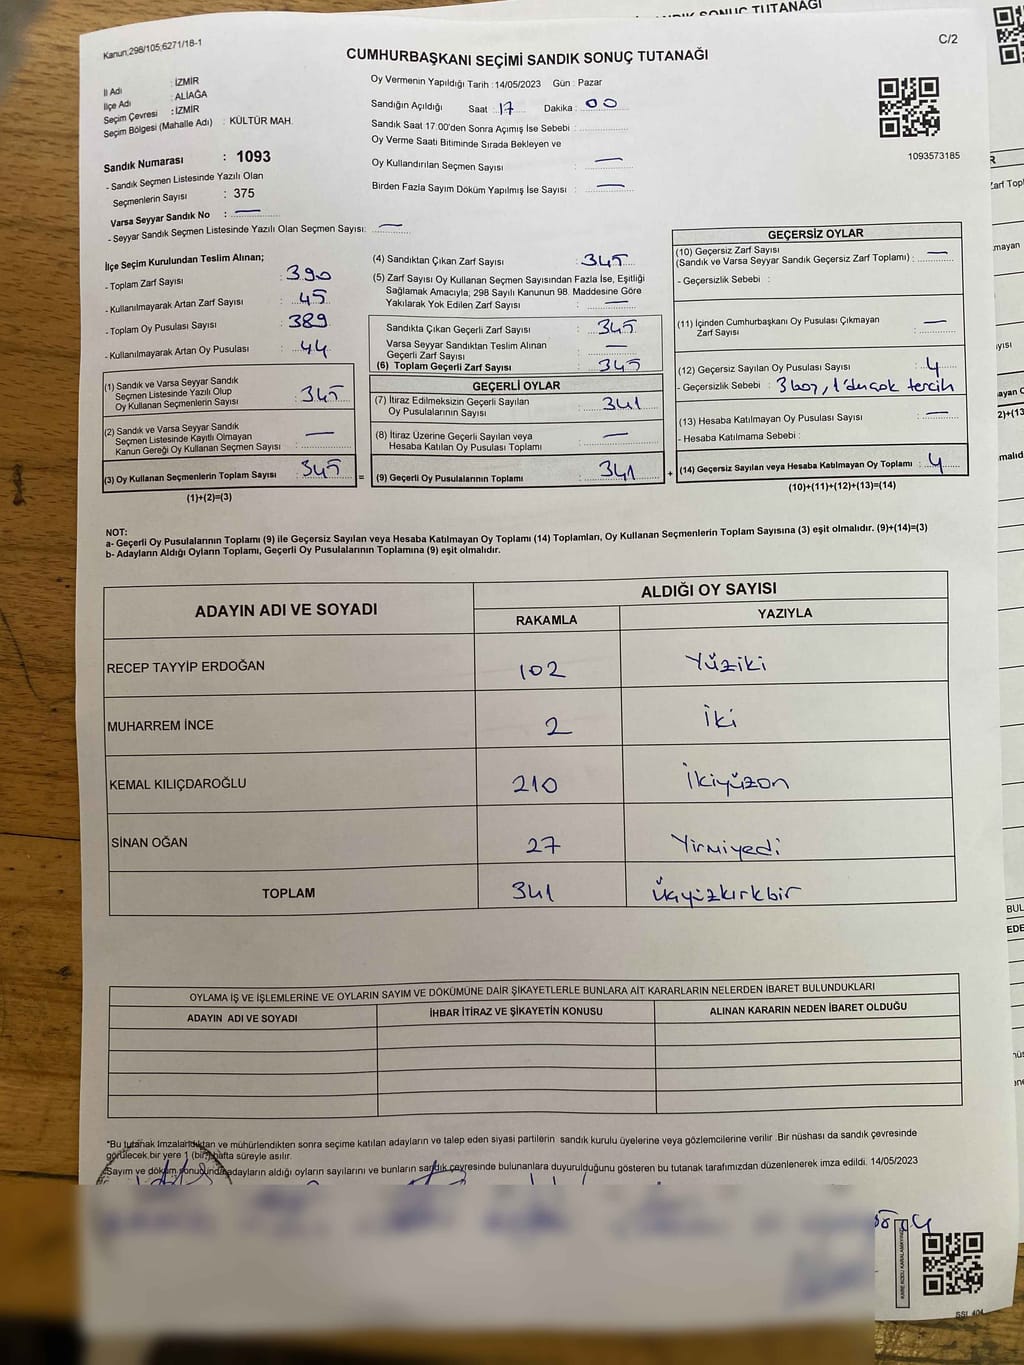 NDIK SONUÇ TUTANAĞI
Kanun;298/105;6271/18-1
C/2
CUMHURBAŞKANI SEÇİMİ SANDIK SONUÇ TUTANAĞI
İl Adı : İZMİR
İlçe Adı : ALİAĞA
Seçim Çevresi : İZMİR
Seçim Bölgesi (Mahalle Adı) : KÜLTÜR MAH.
Oy Vermenin Yapıldığı Tarih : 14/05/2023 Gün : Pazar
Sandığın Açıldığı Saat : 17 Dakika : 00
Sandık Saat 17:00'den Sonra Açımış İse Sebebi :
Oy Verme Saati Bitiminde Sırada Bekleyen ve
Oy Kullandırılan Seçmen Sayısı : —
Birden Fazla Sayım Döküm Yapılmış İse Sayısı : —
1093573185
Sandık Numarası : 1093
- Sandık Seçmen Listesinde Yazılı Olan
Seçmenlerin Sayısı : 375
Varsa Seyyar Sandık No : —
- Seyyar Sandık Seçmen Listesinde Yazılı Olan Seçmen Sayısı: —
İlçe Seçim Kurulundan Teslim Alınan;
- Toplam Zarf Sayısı : 390
- Kullanılmayarak Artan Zarf Sayısı : 45
- Toplam Oy Pusulası Sayısı : 389
- Kullanılmayarak Artan Oy Pusulası : 44
(1) Sandık ve Varsa Seyyar Sandık
Seçmen Listesinde Yazılı Olup
Oy Kullanan Seçmenlerin Sayısı : 345
(2) Sandık ve Varsa Seyyar Sandık
Seçmen Listesinde Kayıtlı Olmayan
Kanun Gereği Oy Kullanan Seçmen Sayısı : —
(3) Oy Kullanan Seçmenlerin Toplam Sayısı : 345
(1)+(2)=(3)
=
(4) Sandıktan Çıkan Zarf Sayısı : 345
(5) Zarf Sayısı Oy Kullanan Seçmen Sayısından Fazla İse, Eşitliği
Sağlamak Amacıyla; 298 Sayılı Kanunun 98. Maddesine Göre
Yakılarak Yok Edilen Zarf Sayısı : —
Sandıkta Çıkan Geçerli Zarf Sayısı : 345
Varsa Seyyar Sandıktan Teslim Alınan
Geçerli Zarf Sayısı : —
(6) Toplam Geçerli Zarf Sayısı : 345
GEÇERLİ OYLAR
(7) İtiraz Edilmeksizin Geçerli Sayılan
Oy Pusulalarının Sayısı : 341
(8) İtiraz Üzerine Geçerli Sayılan veya
Hesaba Katılan Oy Pusulası Toplamı : —
(9) Geçerli Oy Pusulalarının Toplamı : 341
+
GEÇERSİZ OYLAR
(10) Geçersiz Zarf Sayısı
(Sandık ve Varsa Seyyar Sandık Geçersiz Zarf Toplamı) : —
- Geçersizlik Sebebi :
(11) İçinden Cumhurbaşkanı Oy Pusulası Çıkmayan
Zarf Sayısı : —
(12) Geçersiz Sayılan Oy Pusulası Sayısı : 4
- Geçersizlik Sebebi : 3 boş, 1'den çok tercih
(13) Hesaba Katılmayan Oy Pusulası Sayısı : —
- Hesaba Katılmama Sebebi :
(14) Geçersiz Sayılan veya Hesaba Katılmayan Oy Toplamı : 4
(10)+(11)+(12)+(13)=(14)
NOT:
a- Geçerli Oy Pusulasının Toplamı (9) ile Geçersiz Sayılan veya Hesaba Katılmayan Oy Toplamı (14) Toplamları, Oy Kullanan Seçmenlerin Toplam Sayısına (3) eşit olmalıdır. (9)+(14)=(3)
b- Adayların Aldığı Oyların Toplamı, Geçerli Oy Pusulalarının Toplamına (9) eşit olmalıdır.
ADAYIN ADI VE SOYADI ALDIĞI OY SAYISI
RAKAMLA YAZIYLA
RECEP TAYYİP ERDOĞAN 102 Yüziki
MUHARREM İNCE 2 İki
KEMAL KILIÇDAROĞLU 210 İkiyüzon
SİNAN OĞAN 27 Yirmiyedi
TOPLAM 341 Üçyüzkırkbir
OYLAMA İŞ VE İŞLEMLERİNE VE OYLARIN SAYIM VE DÖKÜMÜNE DAİR ŞİKAYETLERLE BUNLARA AİT KARARLARIN NELERDEN İBARET BULUNDUKLARI
ADAYIN ADI VE SOYADI İHBAR İTİRAZ VE ŞİKAYETİN KONUSU ALINAN KARARIN NEDEN İBARET OLDUĞU
*Bu tutanak İmzalandıktan ve mühürlendikten sonra seçime katılan adayların ve talep eden siyasi partilerin sandık kurulu üyelerine veya gözlemcilerine verilir .Bir nüshası da sandık çevresinde
görülecek bir yere 1 (bir) hafta süreyle asılır.
Sayım ve döküm sonucunda adayların aldığı oyların sayılarını ve bunların sandık çevresinde bulunanlara duyurulduğunu gösteren bu tutanak tarafımızdan düzenlenerek imza edildi. 14/05/2023